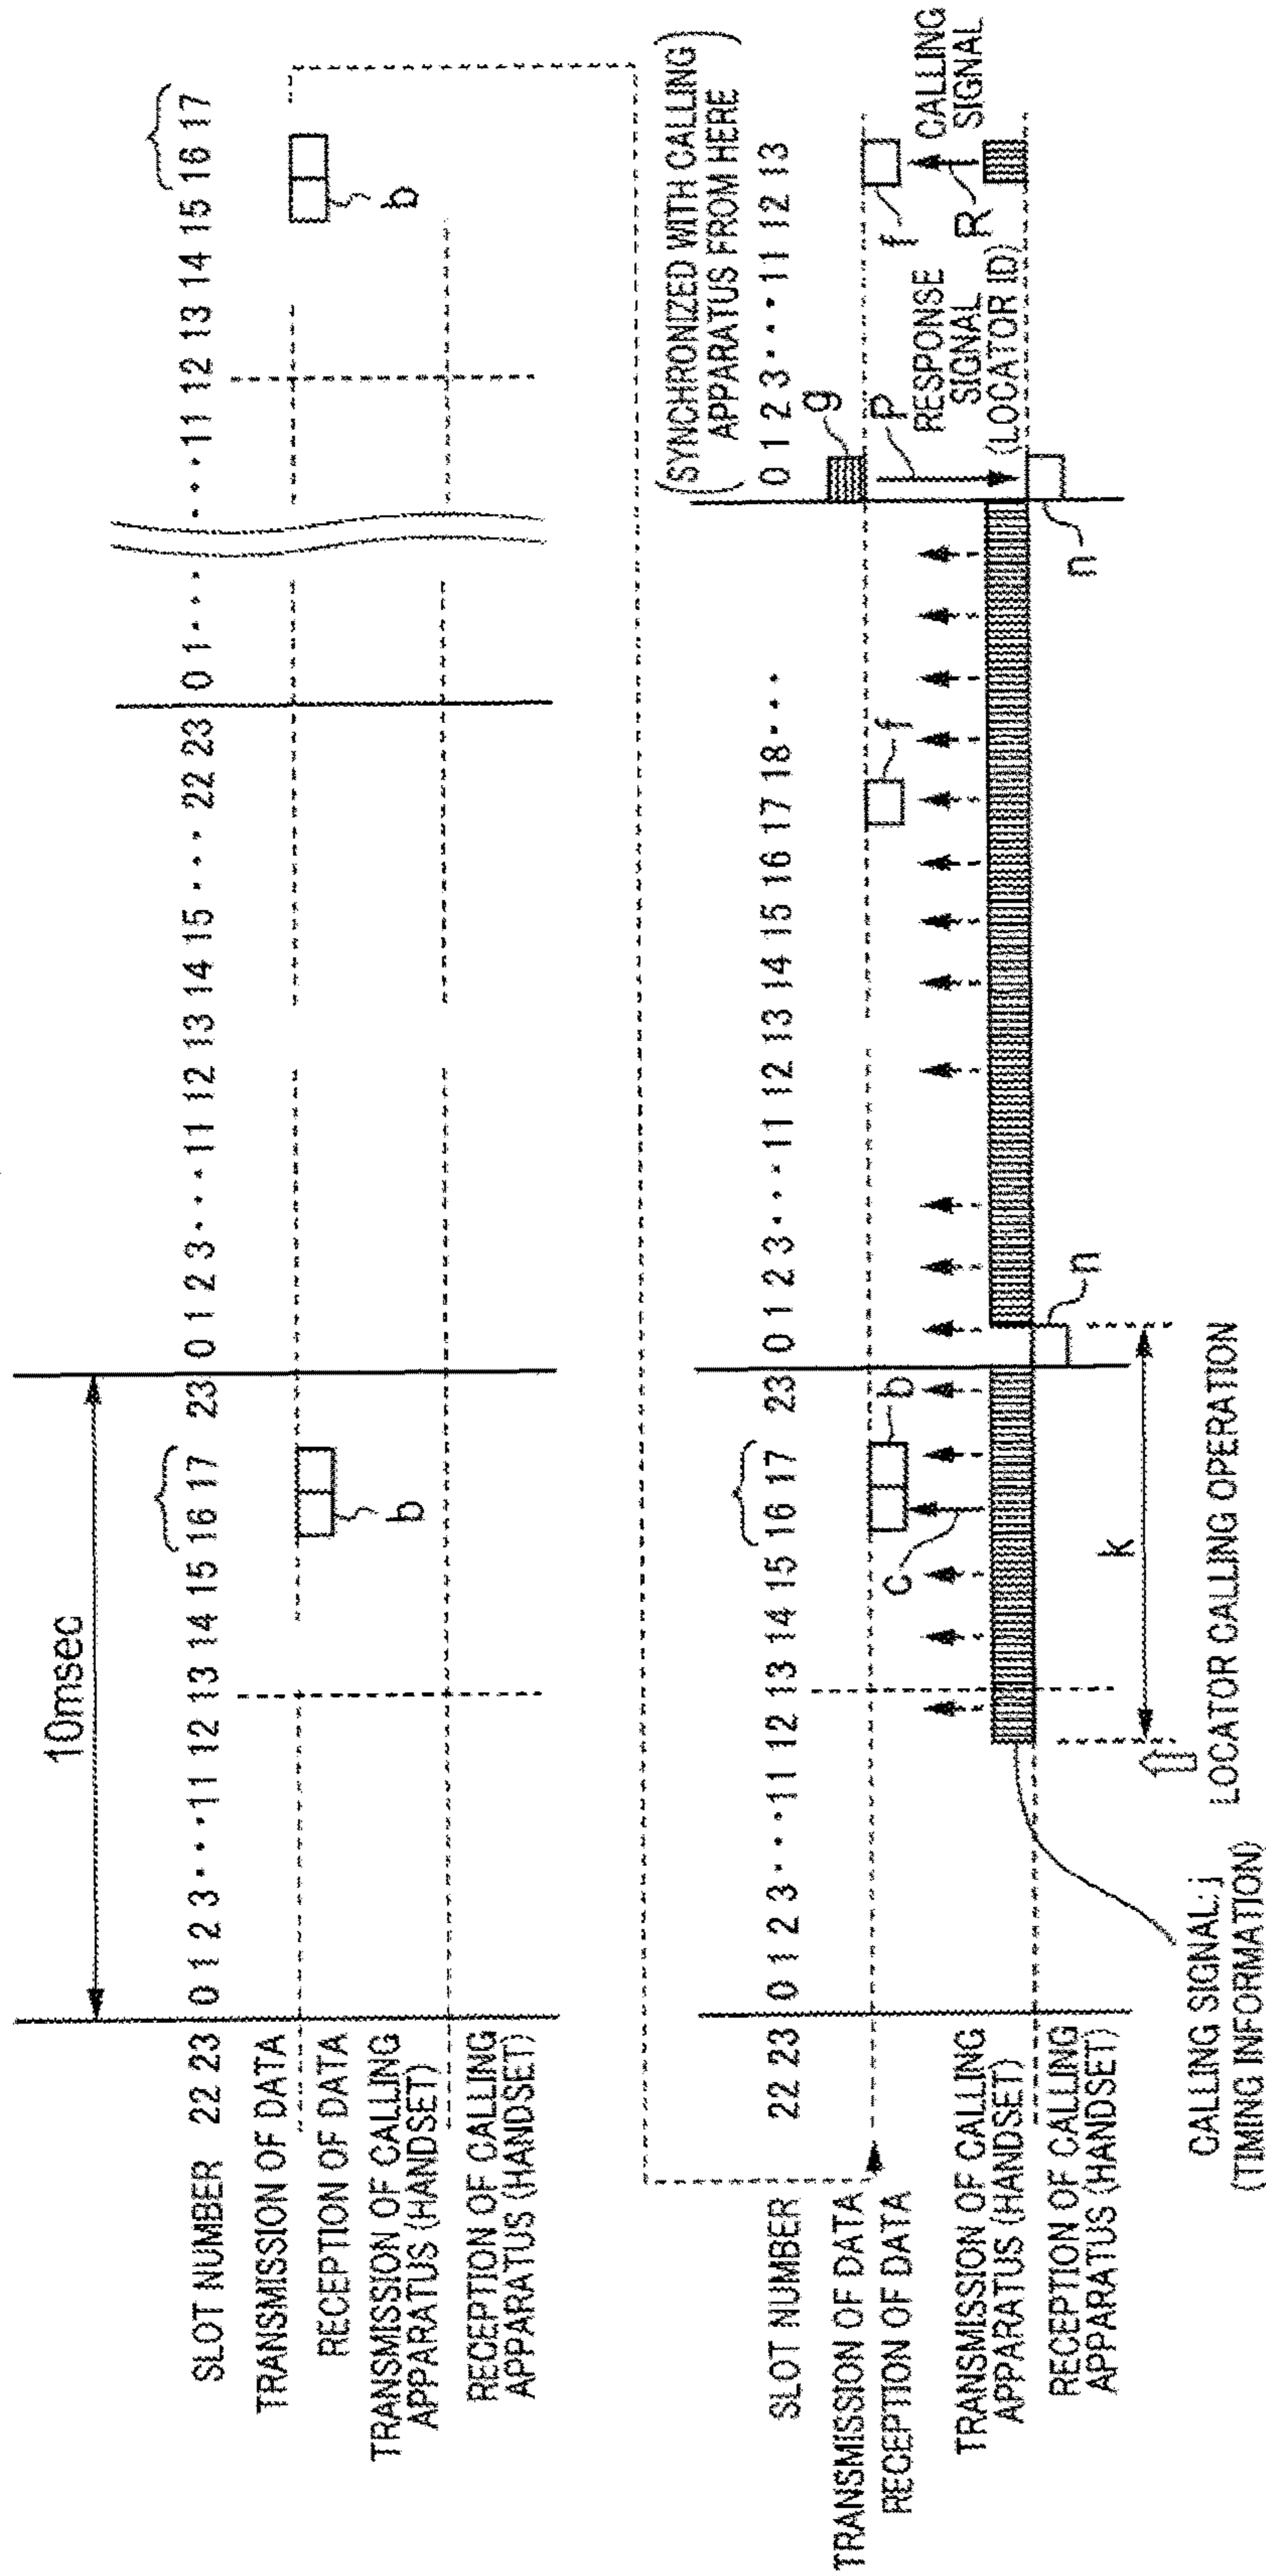 10msec
SLOT NUMBER 22 23 0 1 2 3 ··· 11 12 13 14 15 16 17 23 0 1 2 3 ··· 11 12 13 14 15 ··· 22 23 0 1 ··· ··· 11 12 13 14 15 16 17
TRANSMISSION OF DATA
RECEPTION OF DATA
b
b
TRANSMISSION OF CALLING
APPARATUS (HANDSET)
RECEPTION OF CALLING
APPARATUS (HANDSET)
(SYNCHRONIZED WITH CALLING
APPARATUS FROM HERE)
SLOT NUMBER 22 23 0 1 2 3 ··· 11 12 13 14 15 16 17 23 0 1 2 3 ··· 11 12 13 14 15 16 17 18 ··· 0 1 2 3 ··· 11 12 13
g
TRANSMISSION OF DATA
RECEPTION OF DATA
c
b
f
P
f
RESPONSE
SIGNAL
(LOCATOR ID)
R
CALLING
SIGNAL
TRANSMISSION OF CALLING
APPARATUS (HANDSET)
RECEPTION OF CALLING
APPARATUS (HANDSET)
n
n
k
CALLING SIGNAL: j
(TIMING INFORMATION)
LOCATOR CALLING OPERATION